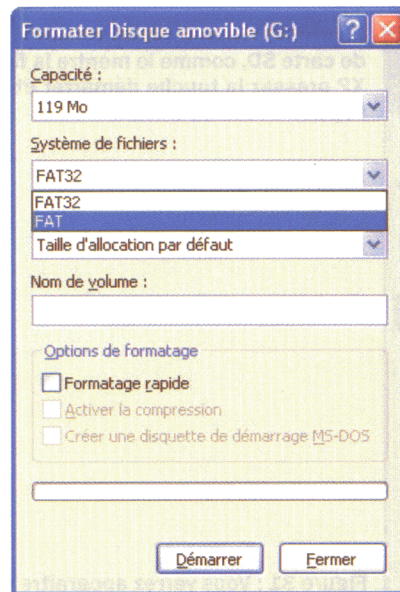 Formater Disque amovible (G:)
Capacité :
119 Mo
Système de fichiers :
FAT32
FAT32
FAT
Taille d'allocation par défaut
Nom de volume :
Options de formatage
Formatage rapide
Activer la compression
Créer une disquette de démarrage MS-DOS
Démarrer
Fermer